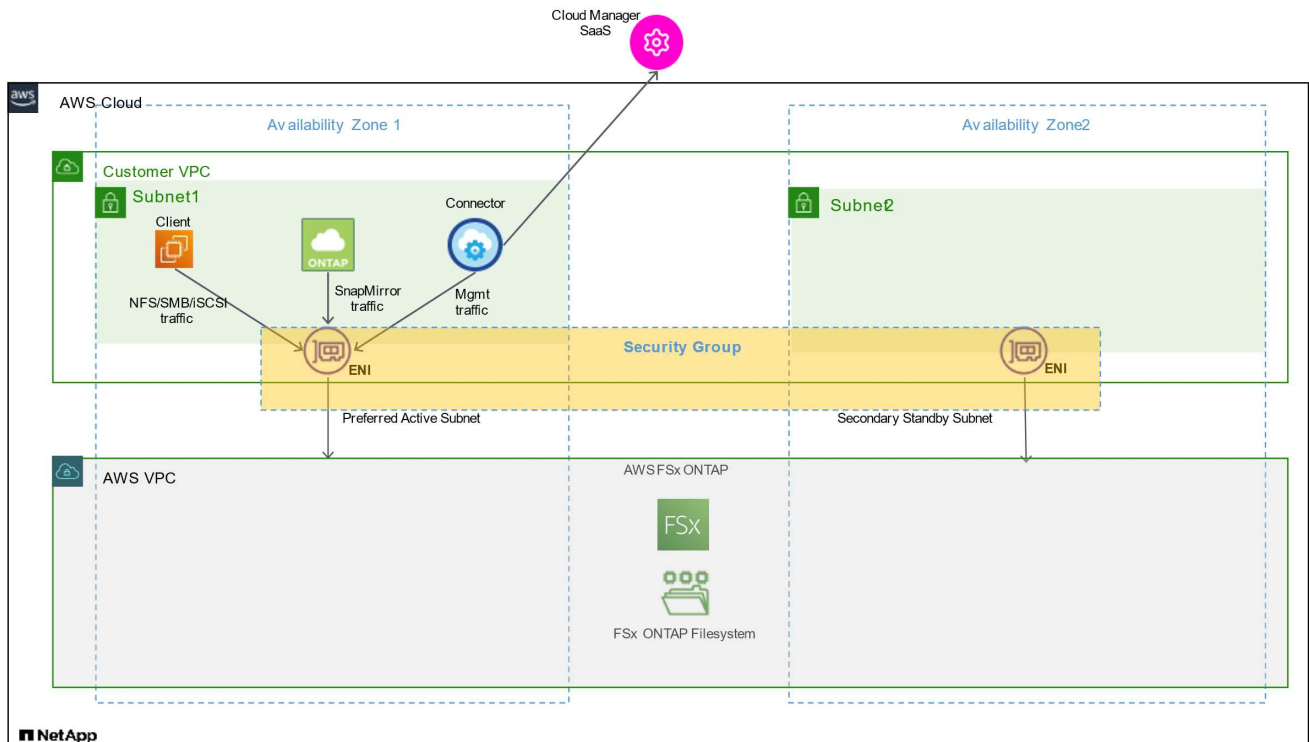 Cloud Manager
SaaS
aws
AWS Cloud
Availability Zone 1
Availability Zone2
Customer VPC
Subnet1
Subnet2
Client
Connector
ONTAP
NFS/SMB/iSCSI
traffic
SnapMirror
traffic
Mgmt
traffic
Security Group
ENI
ENI
Preferred Active Subnet
Secondary Standby Subnet
AWS VPC
AWS FSx ONTAP
FSx
FSx ONTAP Filesystem
NetApp